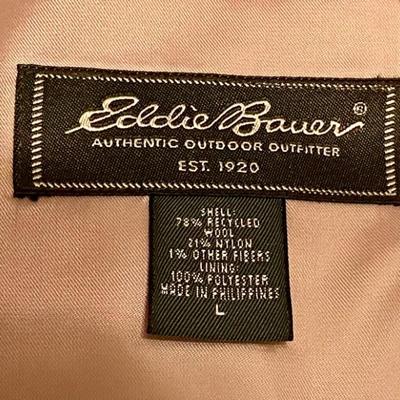 Eddie Bauer®
AUTHENTIC OUTDOOR OUTFITTER
EST. 1920
SHELL:
78% RECYCLED
WOOL
21% NYLON
1% OTHER FIBERS
LINING:
100% POLYESTER
MADE IN PHILIPPINES
L